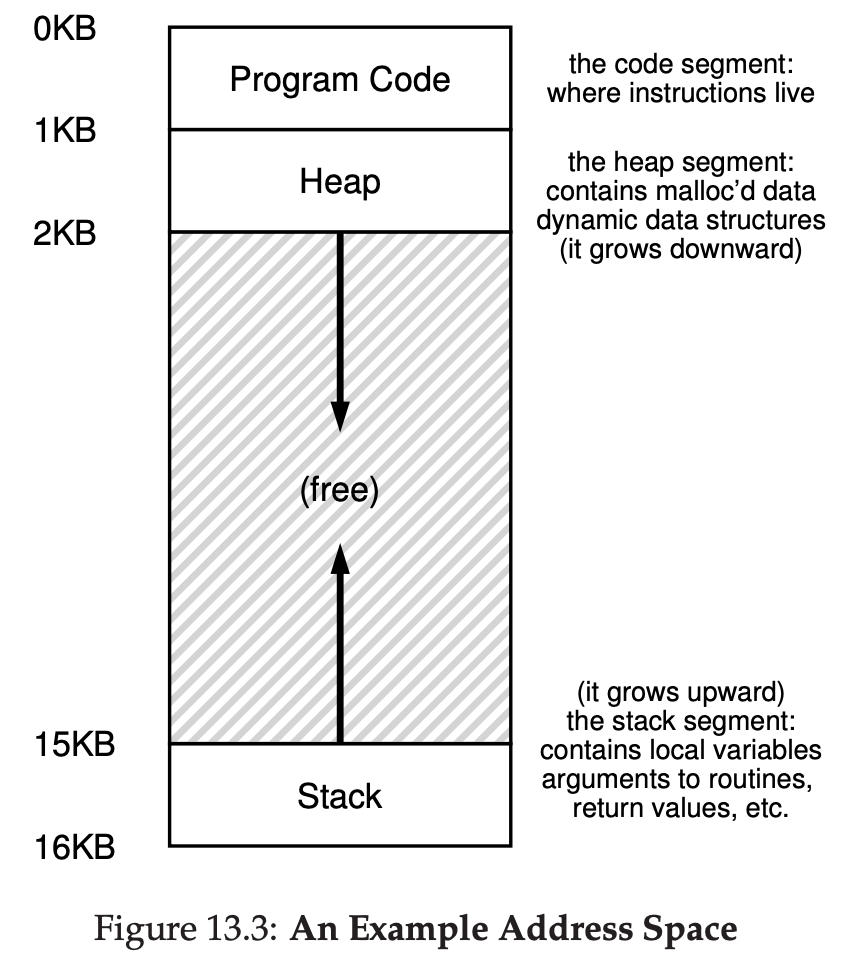 0KB
Program Code
the code segment:
where instructions live
1KB
Heap
the heap segment:
contains malloc'd data
dynamic data structures
(it grows downward)
2KB
(free)
(it grows upward)
the stack segment:
contains local variables
arguments to routines,
return values, etc.
15KB
Stack
16KB
Figure 13.3: An Example Address Space